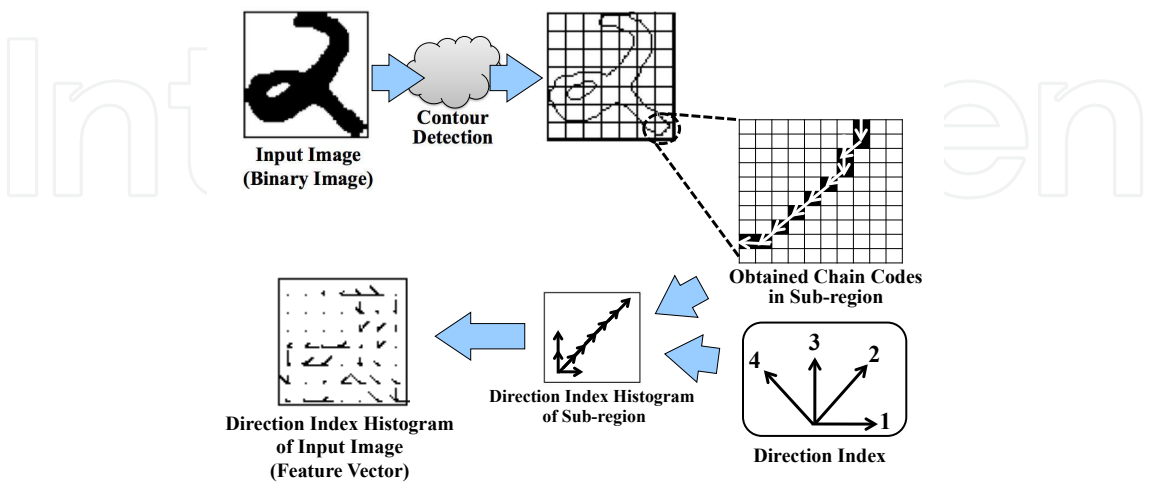 Input Image
(Binary Image)
Contour
Detection
Obtained Chain Codes
in Sub-region
Direction Index Histogram
of Input Image
(Feature Vector)
Direction Index Histogram
of Sub-region
4
3
2
1
Direction Index